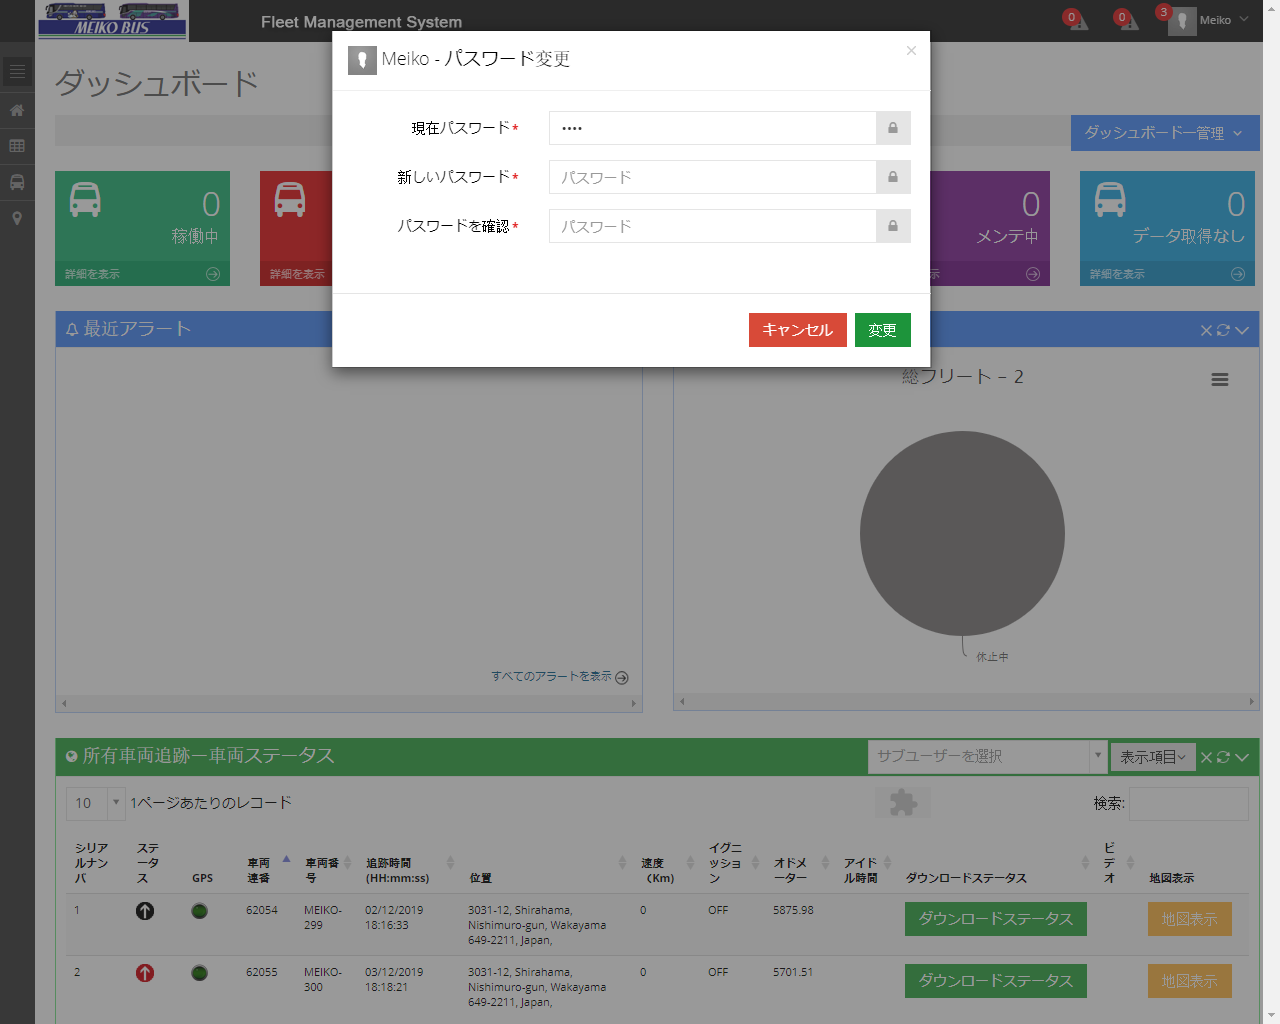 MEIKO BUS
Fleet Management System
0
0
3
Meiko
Meiko - パスワード変更
×
ダッシュボード
現在パスワード*
••••
新しいパスワード*
パスワード
パスワードを確認*
パスワード
キャンセル
変更
ダッシュボード一管理
0
稼働中
詳細を表示
詳細を表示
0
メンテ中
示
0
データ取得なし
詳細を表示
最近アラート
すべてのアラートを表示
総フリート - 2
休止中
所有車両追跡ー車両ステータス
サブユーザーを選択
表示項目
10
1ページあたりのレコード
検索:
シリア
ルナン
バ
ステ
ータ
ス
GPS
車両
連番
車両番
号
追跡時間
(HH:mm:ss)
位置
速度
(Km)
イグニ
ッショ
ン
オドメ
ーター
アイド
ル時間
ダウンロードステータス
ビ
デ
オ
地図表示
1
62054
MEIKO-
299
02/12/2019
18:16:33
3031-12, Shirahama,
Nishimuro-gun, Wakayama
649-2211, Japan,
0
OFF
5875.98
ダウンロードステータス
地図表示
2
62055
MEIKO-
300
03/12/2019
18:18:21
3031-12, Shirahama,
Nishimuro-gun, Wakayama
649-2211, Japan,
0
OFF
5701.51
ダウンロードステータス
地図表示